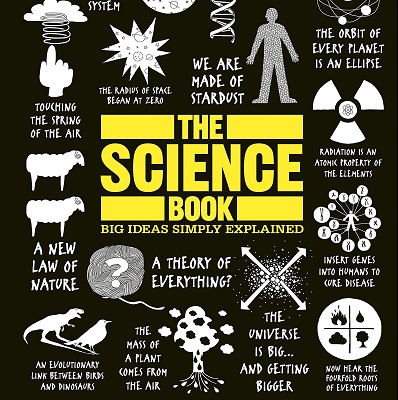 SYSTEM
THE ORBIT OF
EVERY PLANET
IS AN ELLIPSE
WE ARE
MADE OF
STARDUST
THE RADIUS OF SPACE
BEGAN AT ZERO
TOUCHING
THE SPRING
OF THE AIR
THE
SCIENCE
BOOK
BIG IDEAS SIMPLY EXPLAINED
RADIATION IS AN
ATOMIC PROPERTY OF
THE ELEMENTS
A NEW
LAW OF
NATURE
?
A THEORY OF
EVERYTHING?
INSERT GENES
INTO HUMANS TO
CURE DISEASE
AN EVOLUTIONARY
LINK BETWEEN BIRDS
AND DINOSAURS
THE
MASS OF
A PLANT
COMES FROM
THE AIR
THE
UNIVERSE
IS BIG...
AND GETTING
BIGGER
NOW HEAR THE
FOURFOLD ROOTS
OF EVERYTHING